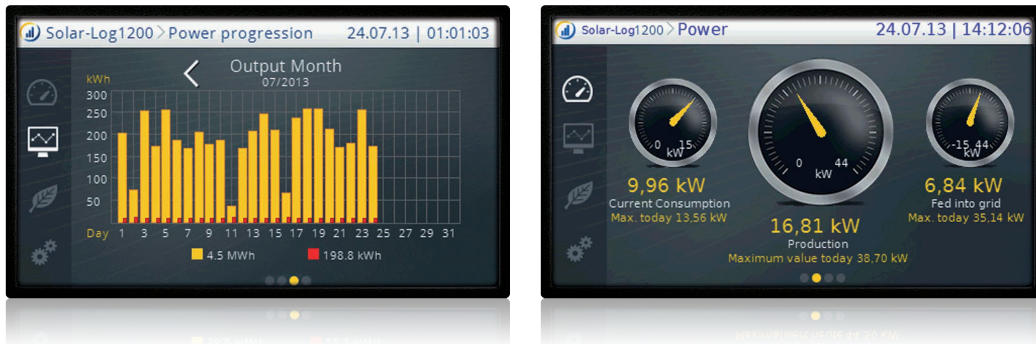 Solar-Log1200 > Power progression 24.07.13 | 01:01:03
Output Month
07/2013
kWh
300
250
200
150
100
50
Day 1 3 5 7 9 11 13 15 17 19 21 23 25 27 29 31
4.5 MWh 198.8 kWh
Solar-Log1200 > Power 24.07.13 | 14:12:06
0 15
kW
9,96 kW
Current Consumption
Max. today 13,56 kW
0 44
kW
16,81 kW
Production
Maximum value today 38,70 kW
-15 44
kW
6,84 kW
Fed into grid
Max. today 35,14 kW